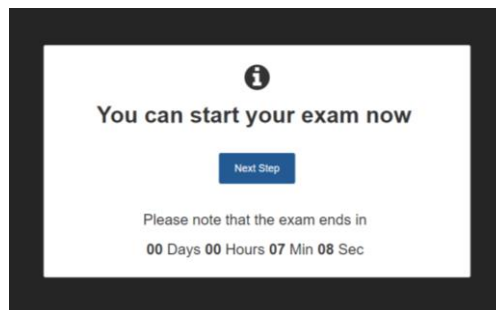 You can start your exam now
Next Step
Please note that the exam ends in
00 Days 00 Hours 07 Min 08 Sec